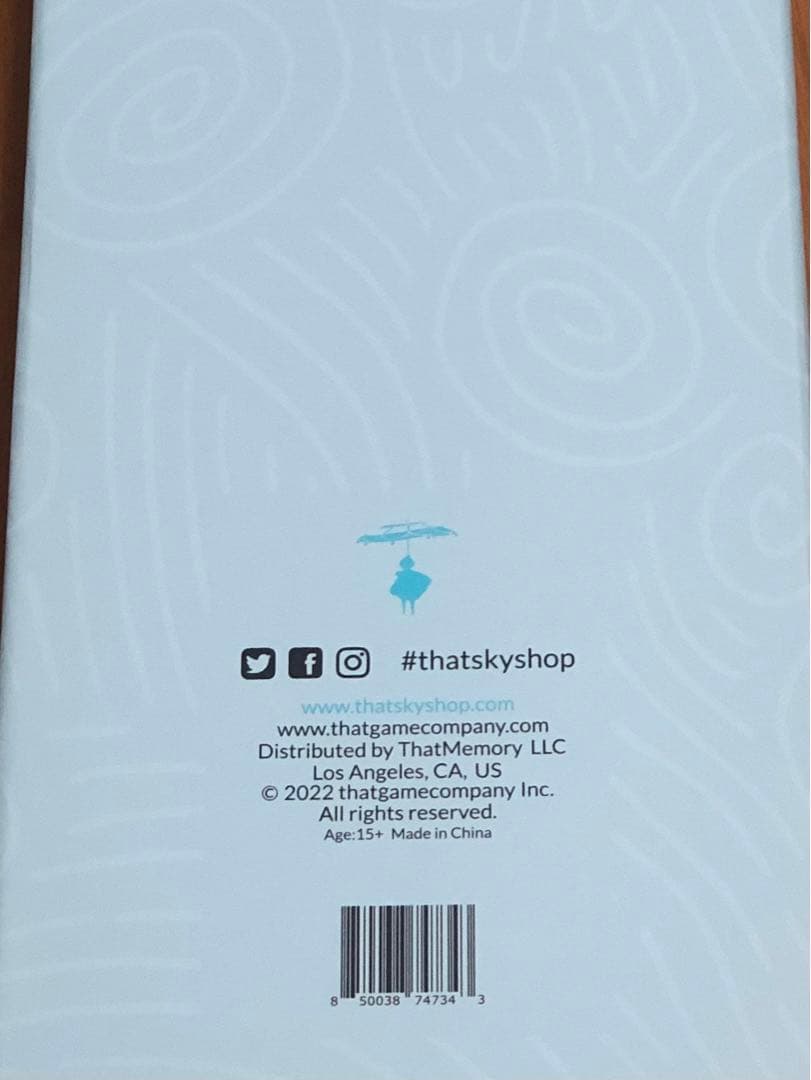 #thatskyshop
www.thatskyshop.com
www.thatgamecompany.com
Distributed by ThatMemory LLC
Los Angeles, CA, US
© 2022 thatgamecompany Inc.
All rights reserved.
Age:15+ Made in China
8 50038 74734 3